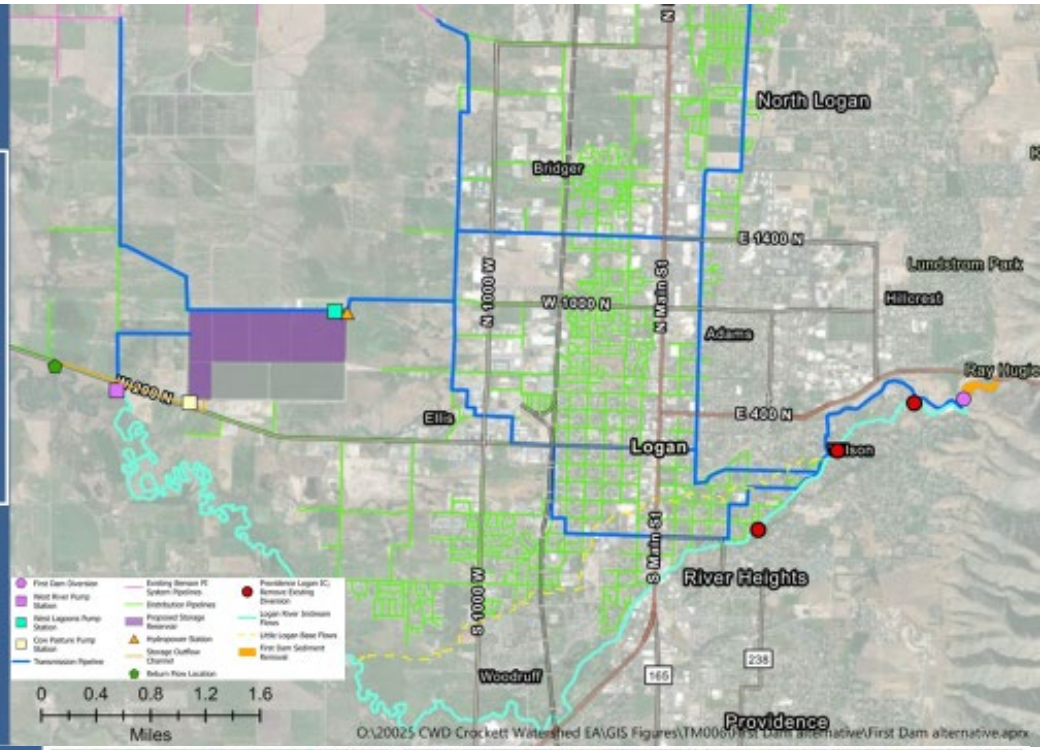 N
North Logan
Bridger
E 1400 N
Lundstrom Park
Hillcrest
N 1000 W
W 1000 N
N Main St
Adams
Ray Hugie
W 200 N
Ellis
E 400 N
Logan
lson
S Main St
River Heights
S 1000 W
Woodruff
165
238
Providence
First Dam Diversion
West River Pump
Station
West Lagoons Pump
Station
Cow Pasture Pump
Station
Transmission Pipeline
Existing Benson PI
System Pipelines
Distribution Pipelines
Proposed Storage
Reservoir
Hydropower Station
Storage Outflow
Channel
Return Flow Location
Providence Logan IC;
Remove Existing
Diversion
Logan River Instream
Flows
Little Logan Base Flows
First Dam Sediment
Removal
0 0.4 0.8 1.2 1.6
Miles
O:\20025 CWD Crockett Watershed EA\GIS Figures\TM006\First Dam alternative\First Dam alternative.aprx